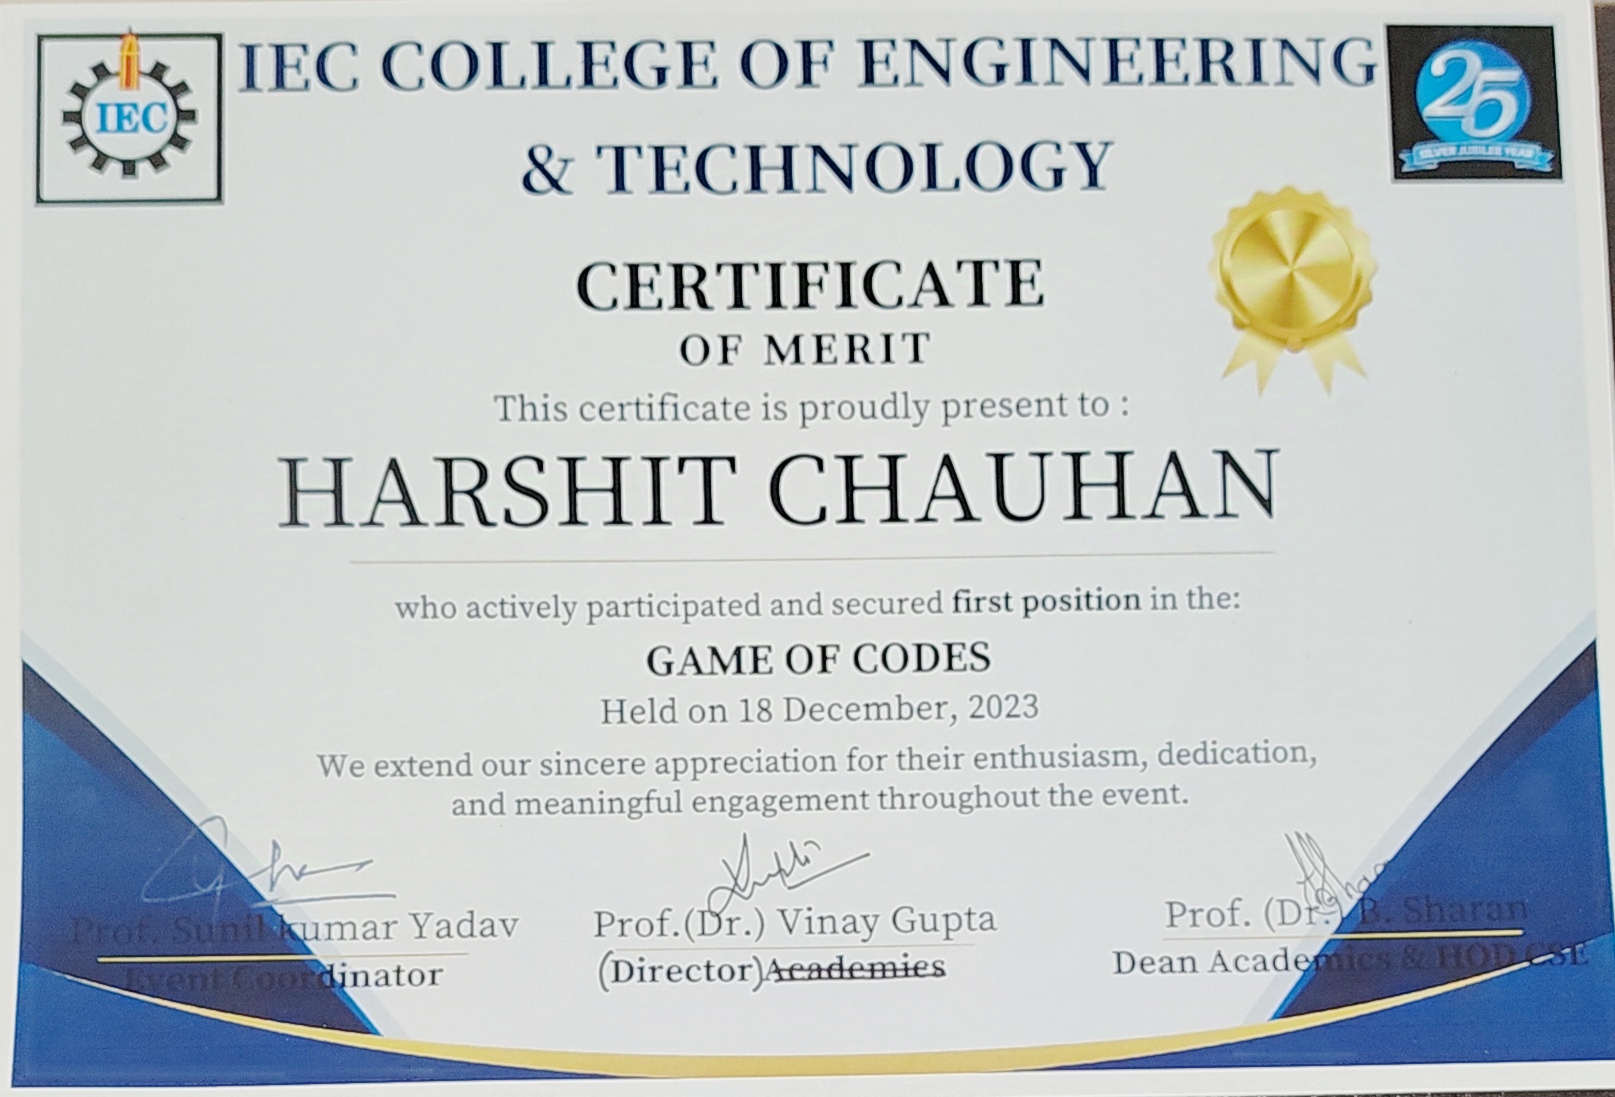 IEC
IEC COLLEGE OF ENGINEERING
& TECHNOLOGY
25
SILVER JUBILEE YEAR
CERTIFICATE
OF MERIT
This certificate is proudly present to :
HARSHIT CHAUHAN
who actively participated and secured first position in the:
GAME OF CODES
Held on 18 December, 2023
We extend our sincere appreciation for their enthusiasm, dedication,
and meaningful engagement throughout the event.
Prof. Sunil kumar Yadav
Event Coordinator
Prof.(Dr.) Vinay Gupta
(Director)Academics
Prof. (Dr.) B. Sharan
Dean Academics & HOD CSE